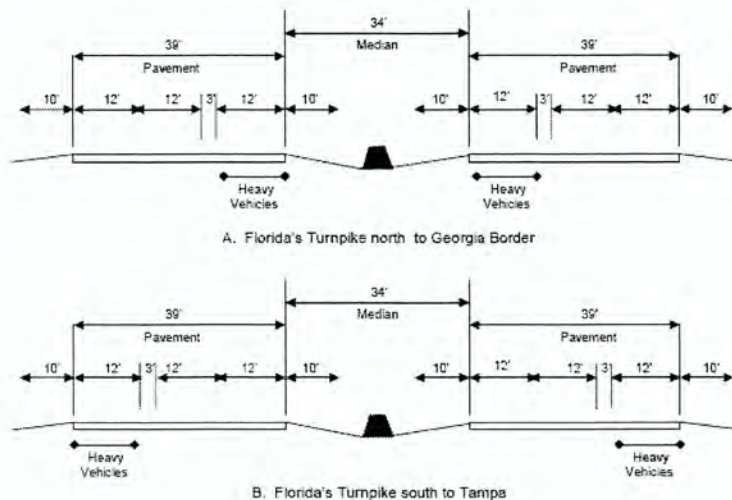 34'
Median
39' 39'
Pavement Pavement
10' 12' 12' 3' 12' 10' 10' 12' 3' 12' 12' 10'
Heavy Heavy
Vehicles Vehicles
A. Florida's Turnpike north to Georgia Border
34'
Median
39' 39'
Pavement Pavement
10' 12' 3' 12' 12' 10' 10' 12' 12' 3' 12' 10'
Heavy Heavy
Vehicles Vehicles
B. Florida's Turnpike south to Tampa